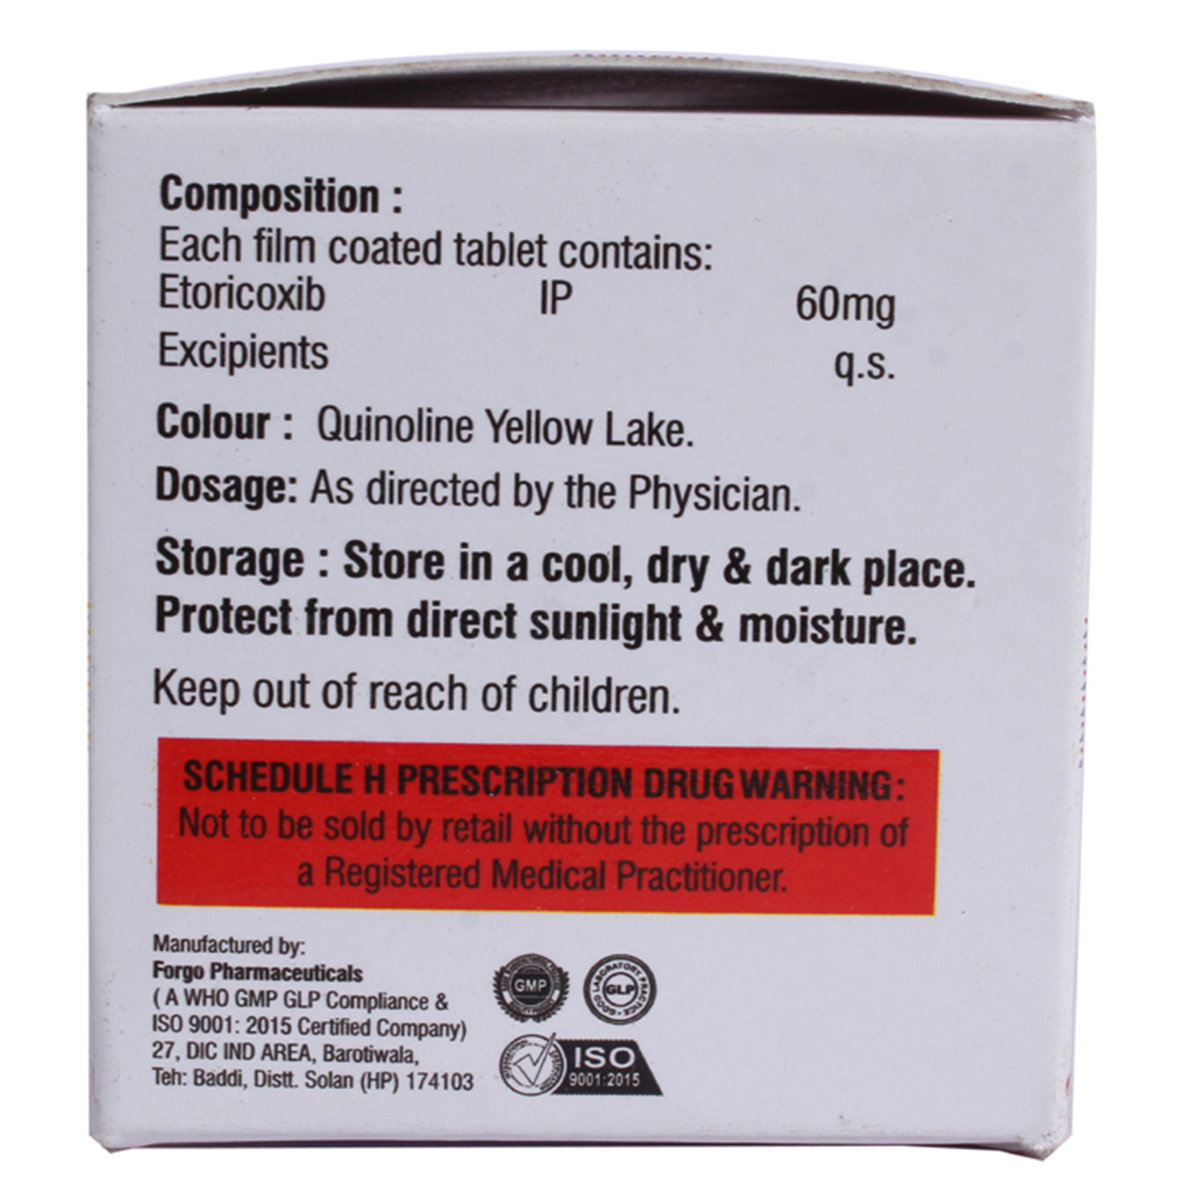 Composition :
Each film coated tablet contains:
Etoricoxib IP 60mg
Excipients q.s.
Colour : Quinoline Yellow Lake.
Dosage: As directed by the Physician.
Storage : Store in a cool, dry & dark place.
Protect from direct sunlight & moisture.
Keep out of reach of children.
SCHEDULE H PRESCRIPTION DRUG WARNING:
Not to be sold by retail without the prescription of
a Registered Medical Practitioner.
Manufactured by:
Forgo Pharmaceuticals
( A WHO GMP GLP Compliance &
ISO 9001: 2015 Certified Company)
27, DIC IND AREA, Barotiwala,
Teh: Baddi, Distt. Solan (HP) 174103
GMP
GOOD LABORATORY PRACTICE
GLP
ISO
9001:2015